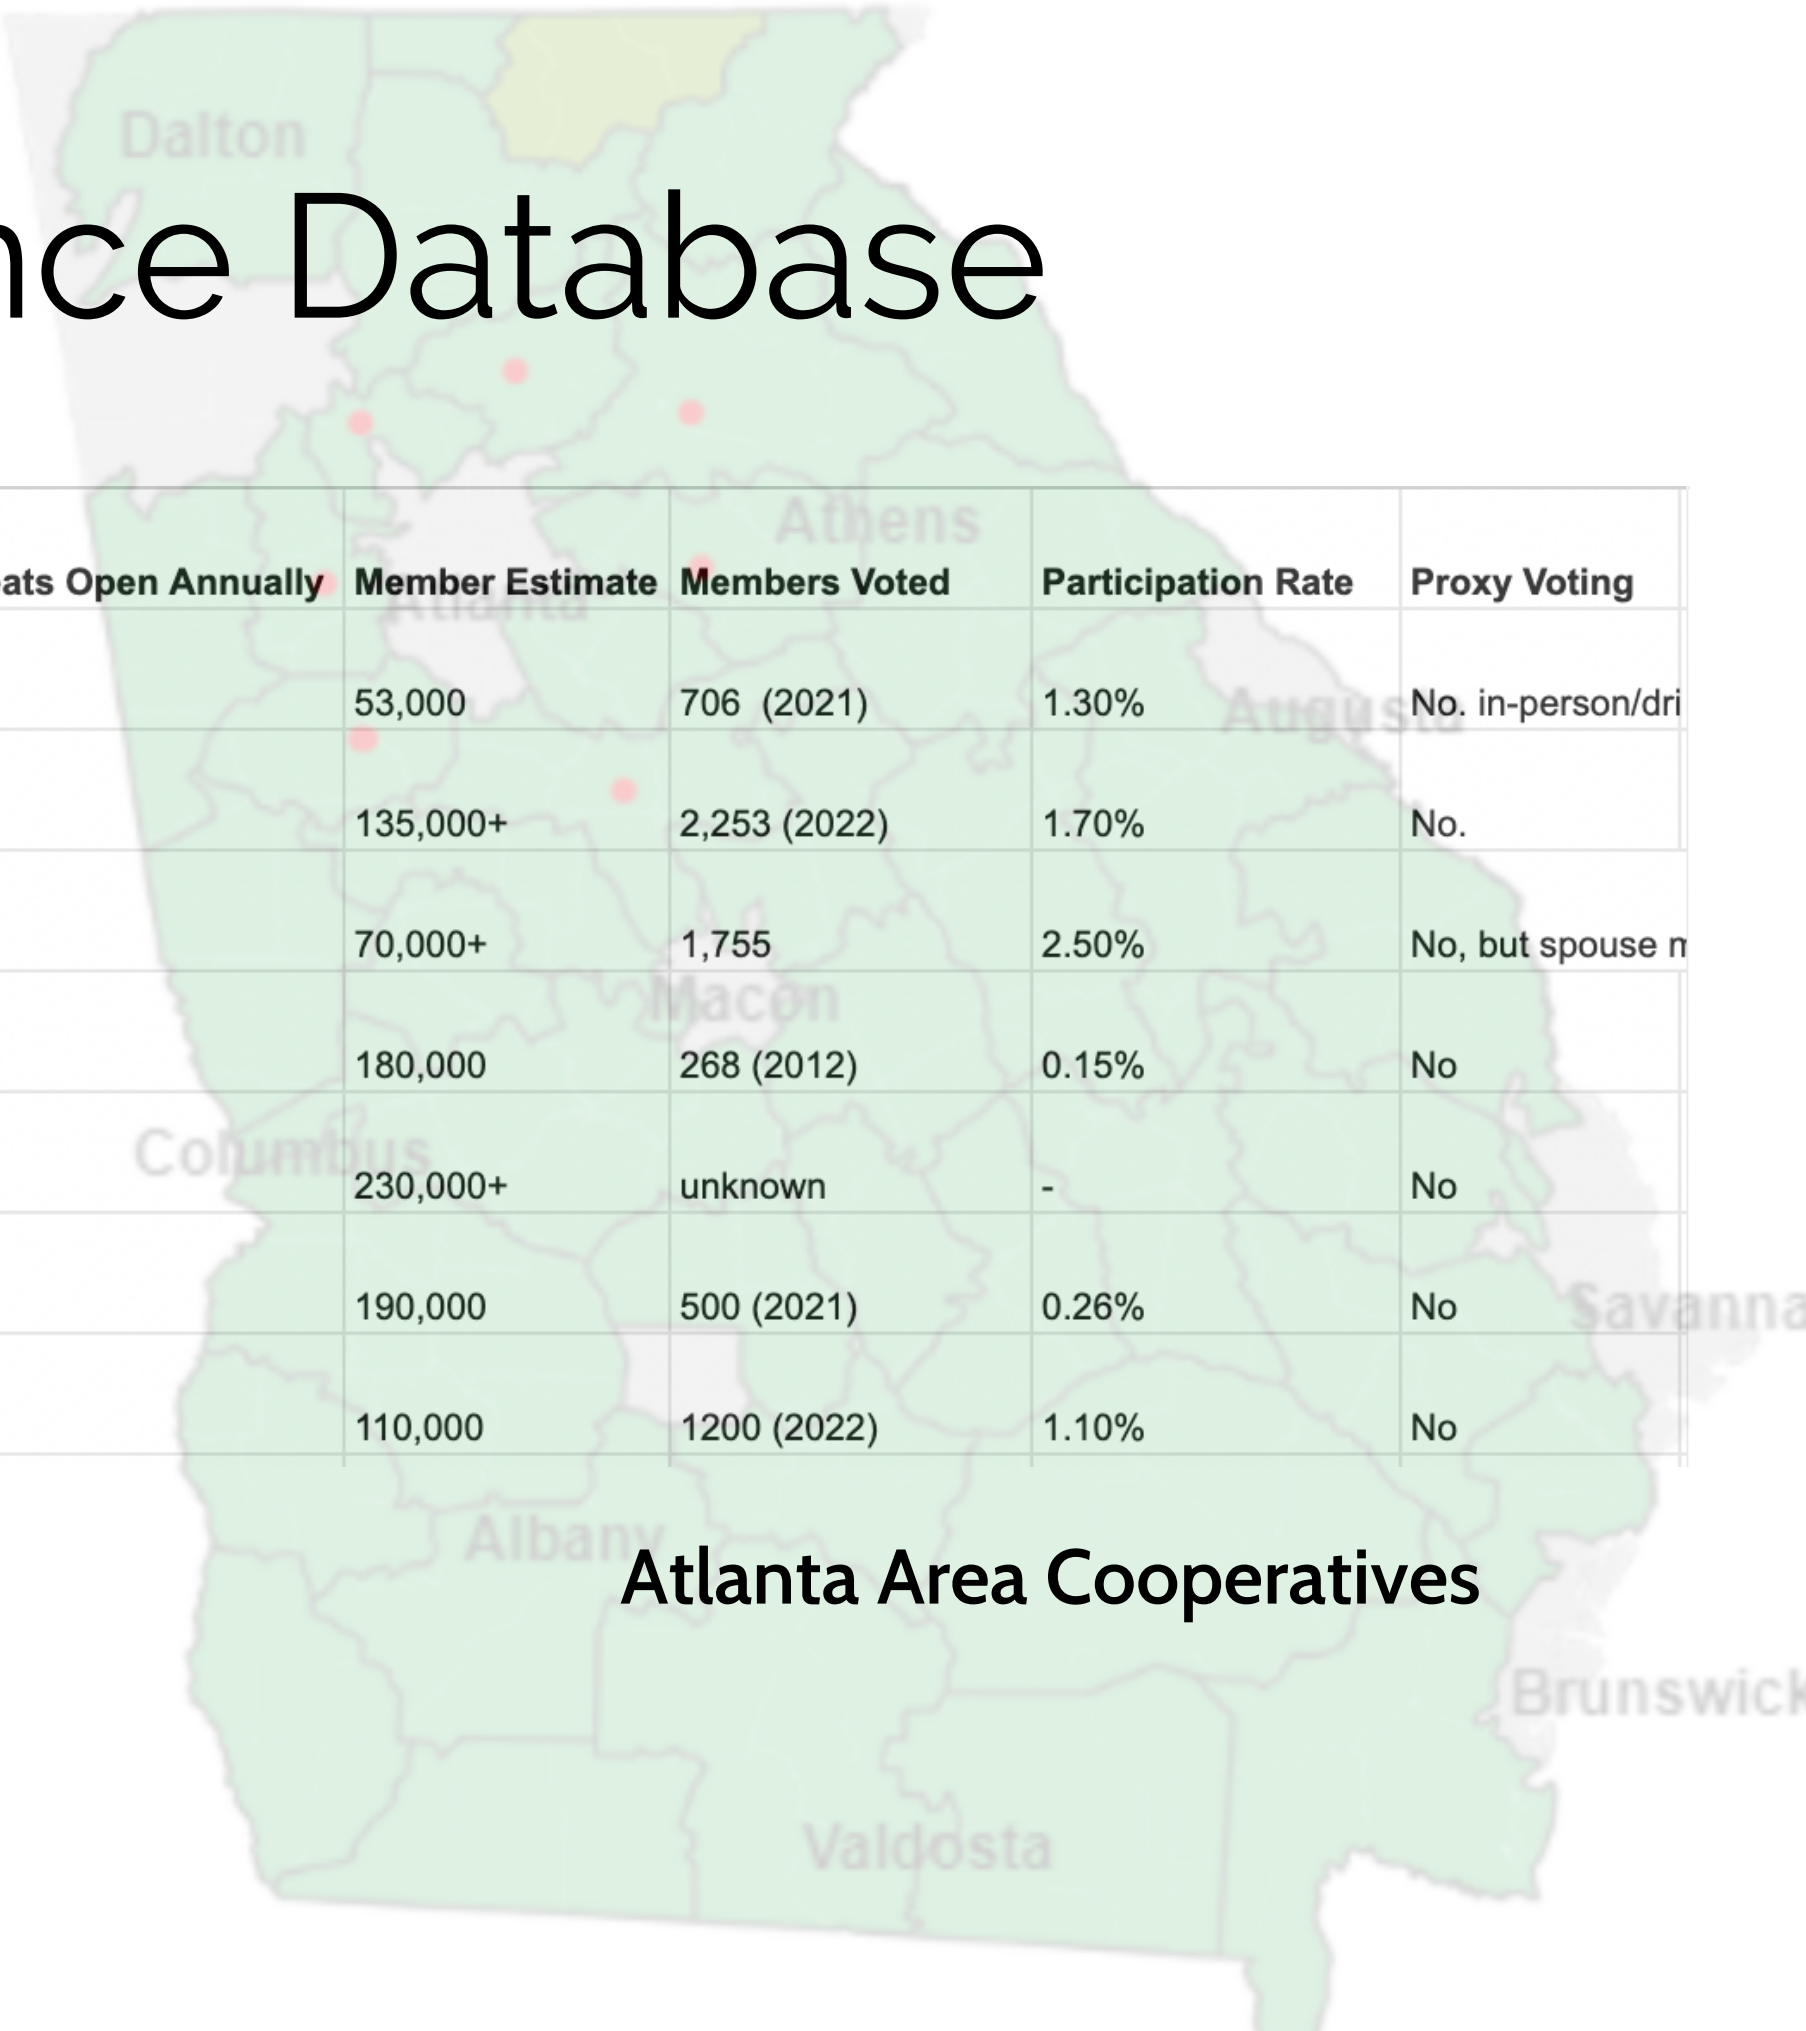 Dalton
nce Database
Athens
ats Open Annually Member Estimate Members Voted Participation Rate Proxy Voting
Atlanta
53,000 706 (2021) 1.30% No. in-person/dri
Augusta
135,000+ 2,253 (2022) 1.70% No.
70,000+ 1,755 2.50% No, but spouse m
Macon
180,000 268 (2012) 0.15% No
Columbus
230,000+ unknown - No
190,000 500 (2021) 0.26% No
Savanna
110,000 1200 (2022) 1.10% No
Albany
Atlanta Area Cooperatives
Brunswick
Valdosta